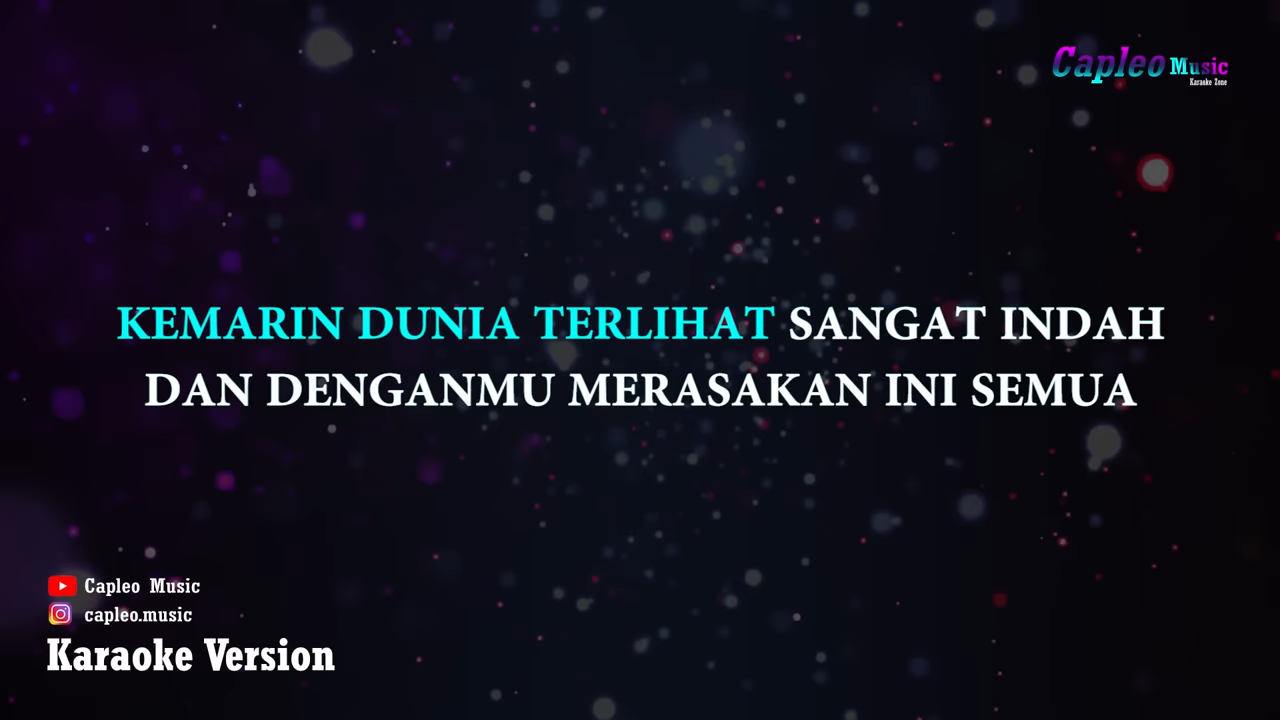 Capleo Music
Karaoke Zone
KEMARIN DUNIA TERLIHAT SANGAT INDAH
DAN DENGANMU MERASAKAN INI SEMUA
Capleo Music
capleo.music
Karaoke Version